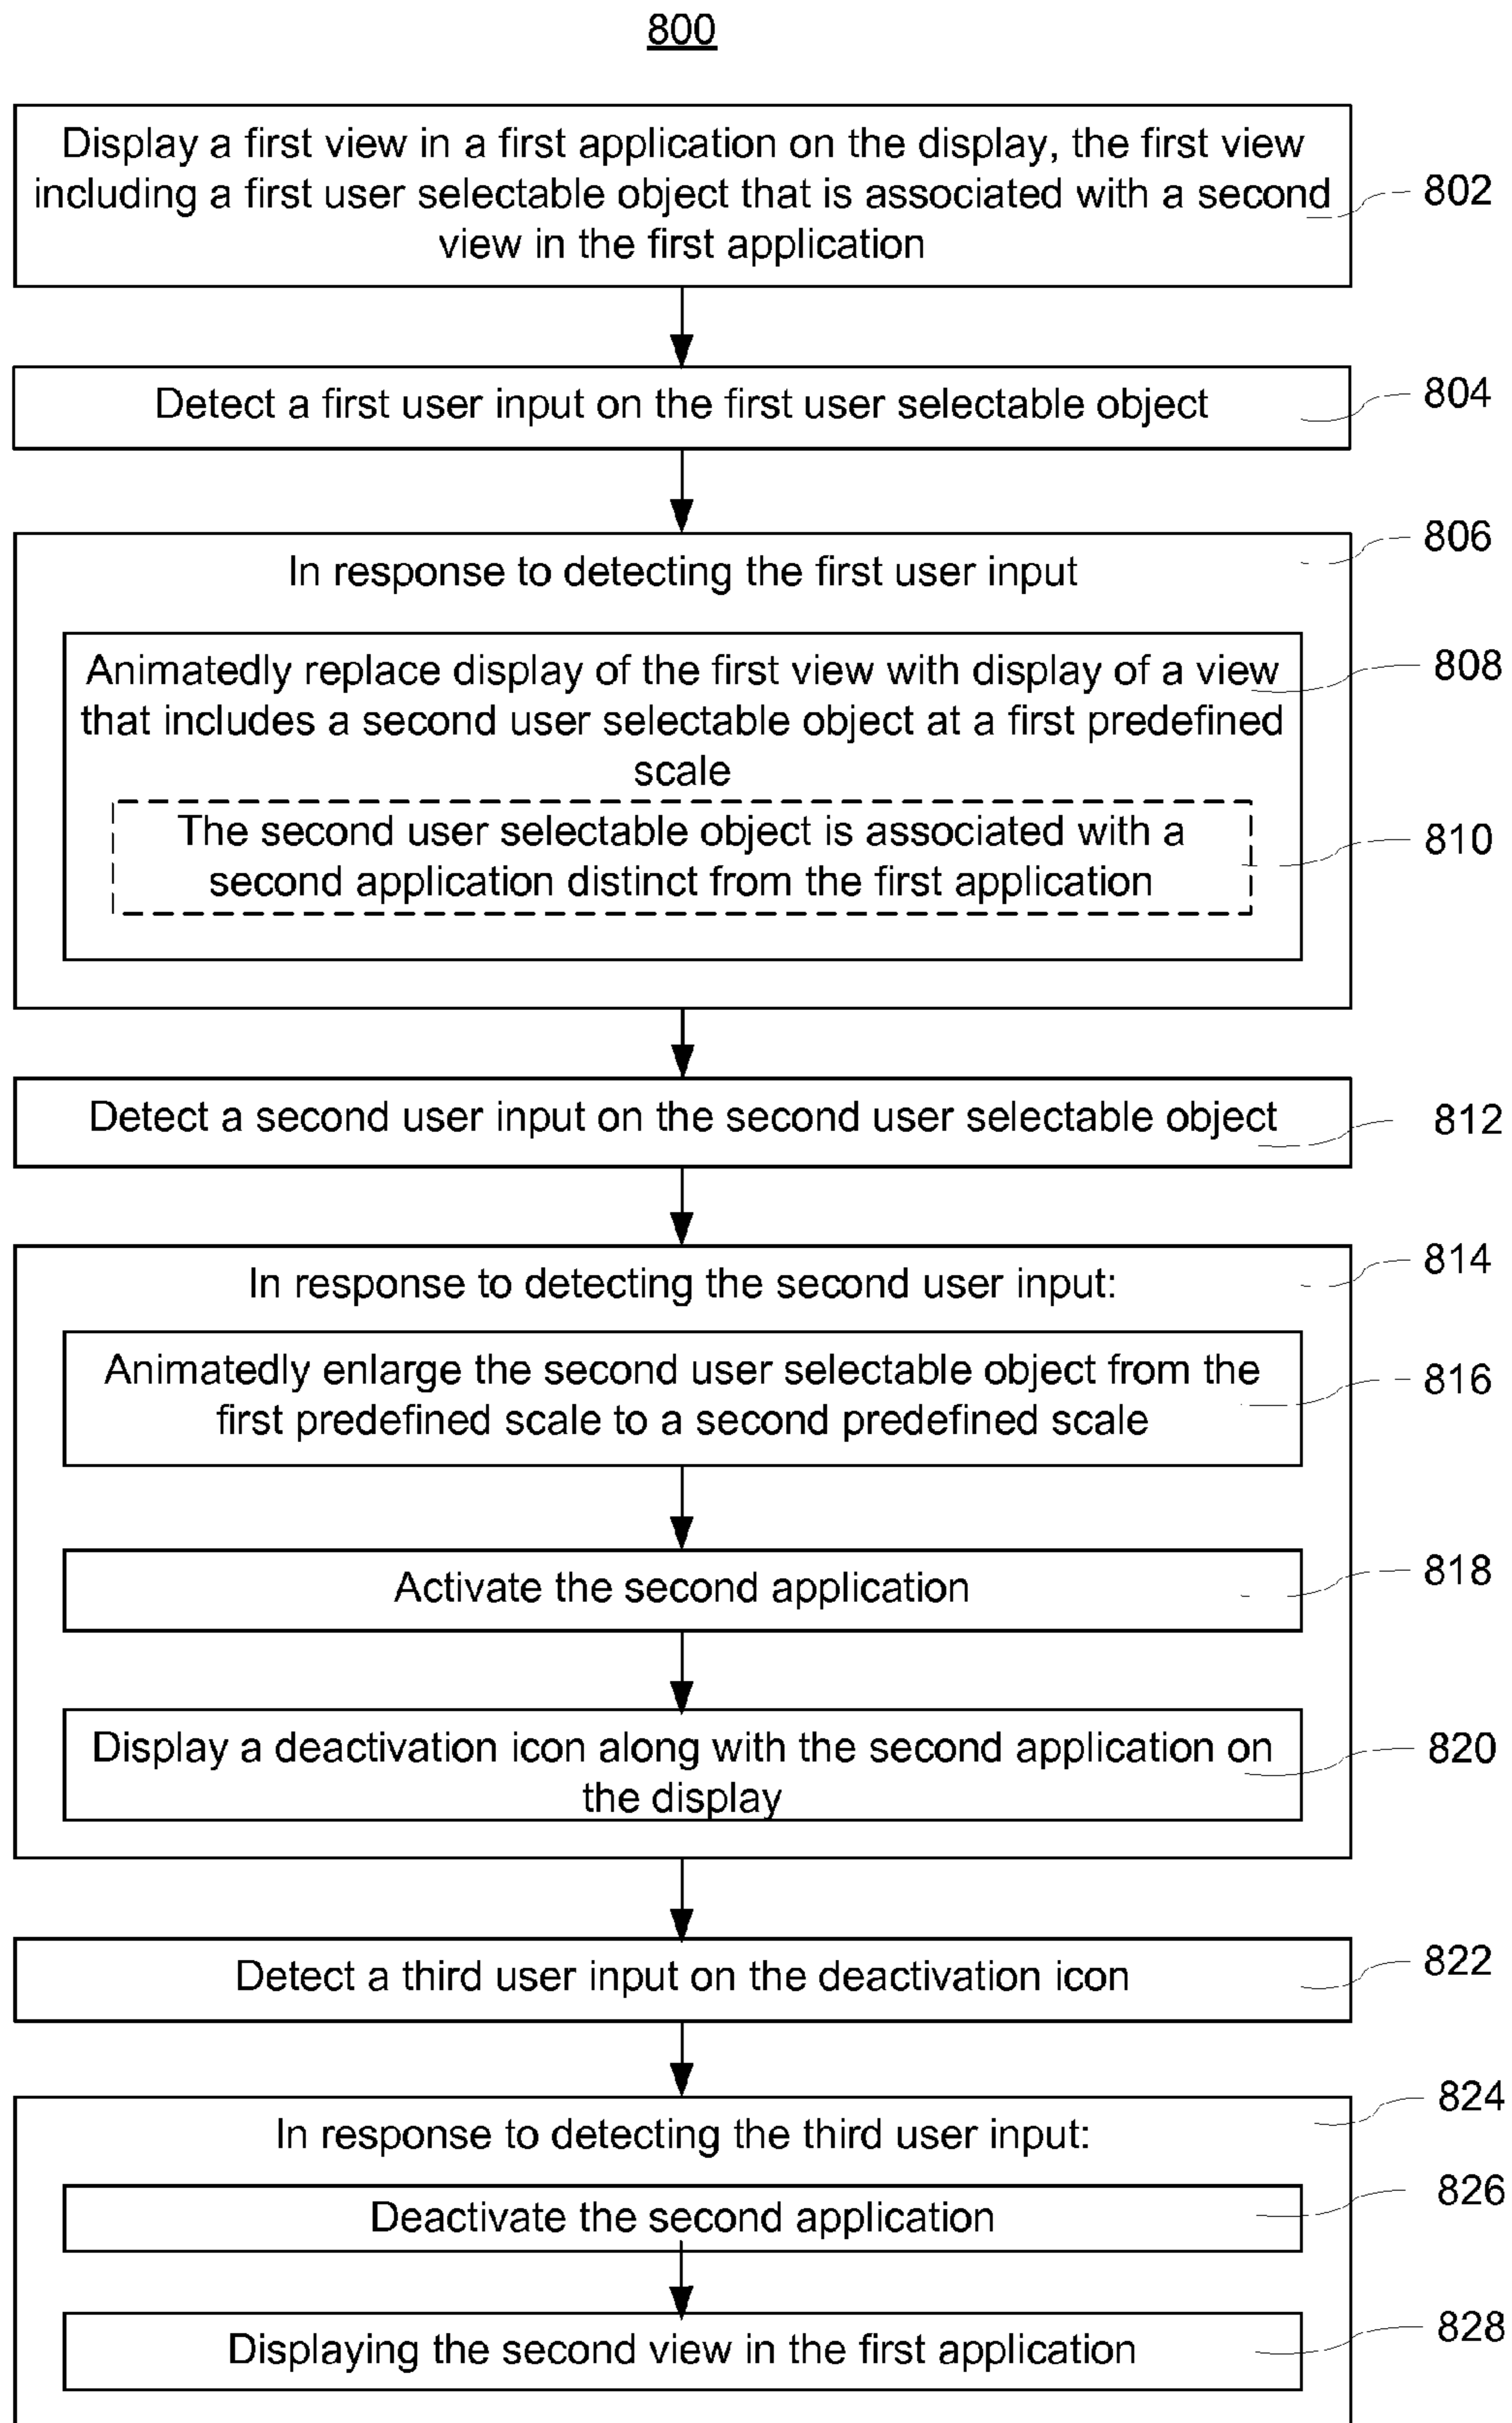 800
Display a first view in a first application on the display, the first view
including a first user selectable object that is associated with a second
view in the first application
802
Detect a first user input on the first user selectable object
804
806
In response to detecting the first user input
Animatedly replace display of the first view with display of a view
that includes a second user selectable object at a first predefined
scale
808
The second user selectable object is associated with a
second application distinct from the first application
810
Detect a second user input on the second user selectable object
812
814
In response to detecting the second user input:
Animatedly enlarge the second user selectable object from the
first predefined scale to a second predefined scale
816
Activate the second application
818
Display a deactivation icon along with the second application on
the display
820
Detect a third user input on the deactivation icon
822
824
In response to detecting the third user input:
Deactivate the second application
826
Displaying the second view in the first application
828